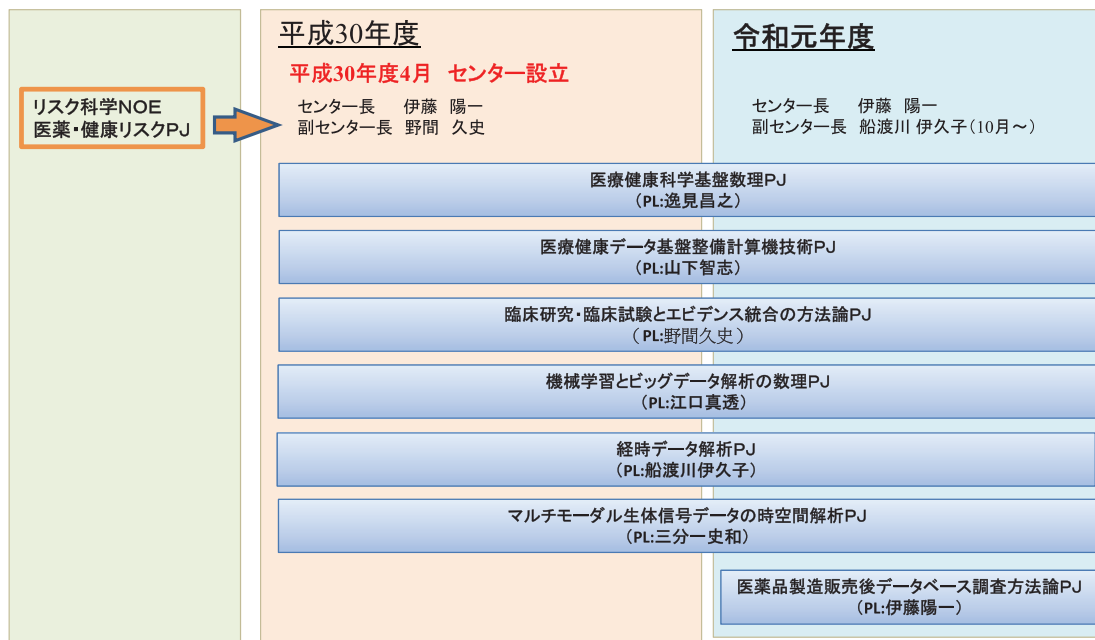 リスク科学NOE
医薬・健康リスクPJ
平成30年度
平成30年度4月 センター設立
センター長 伊藤 陽一
副センター長 野間 久史
令和元年度
センター長 伊藤 陽一
副センター長 船渡川 伊久子(10月～)
医療健康科学基盤数理PJ
(PL:逸見昌之)
医療健康データ基盤整備計算機技術PJ
(PL:山下智志)
臨床研究・臨床試験とエビデンス統合の方法論PJ
(PL:野間久史)
機械学習とビッグデータ解析の数理PJ
(PL:江口真透)
経時データ解析PJ
(PL:船渡川伊久子)
マルチモーダル生体信号データの時空間解析PJ
(PL:三分一史和)
医薬品製造販売後データベース調査方法論PJ
(PL:伊藤陽一)